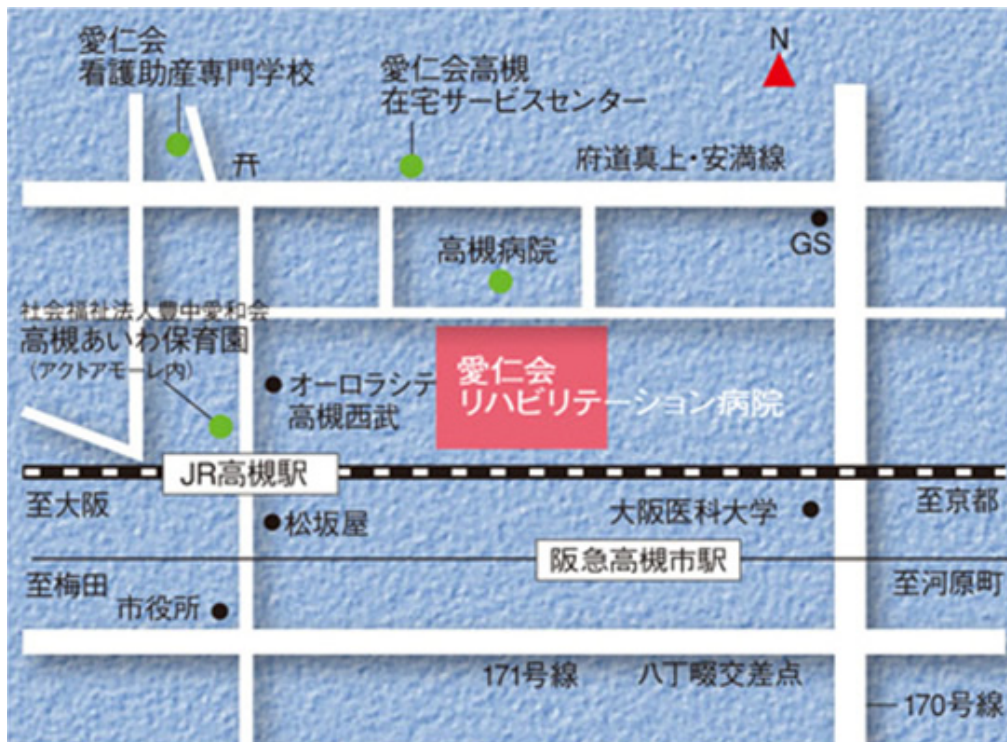 愛仁会
看護助産専門学校
愛仁会高槻
在宅サービスセンター
N
府道真上・安満線
GS
高槻病院
社会福祉法人豊中愛和会
高槻あいわ保育園
（アクトアモーレ内）
オーロラシテ
高槻西武
愛仁会
リハビリテーション病院
JR高槻駅
至大阪
松坂屋
大阪医科大学
至京都
阪急高槻市駅
至梅田
至河原町
市役所
171号線
八丁畷交差点
170号線